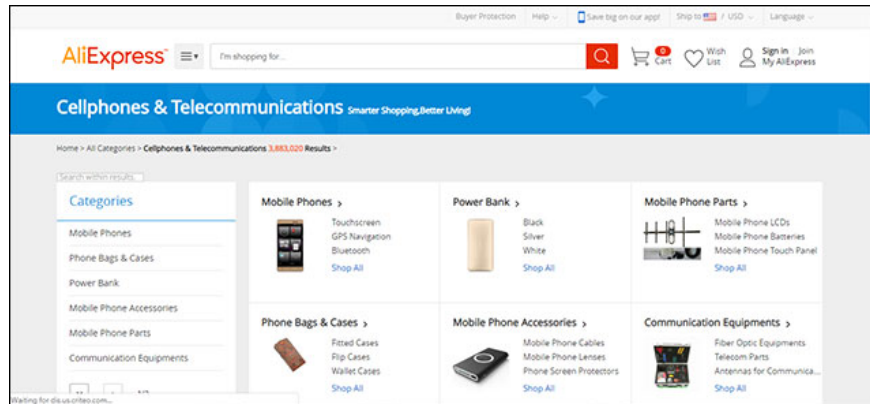 Buyer Protection Help Save big on our app! Ship to / USD Language
AliExpress
I'm shopping for...
0
Cart
Wish
List
Sign in Join
My AliExpress
Cellphones & Telecommunications Smarter Shopping,Better Living!
Home > All Categories > Cellphones & Telecommunications 3,883,020 Results >
Search within results
Categories
Mobile Phones
Phone Bags & Cases
Power Bank
Mobile Phone Accessories
Mobile Phone Parts
Communication Equipments
Mobile Phones >
Touchscreen
GPS Navigation
Bluetooth
Shop All
Power Bank >
Black
Silver
White
Shop All
Mobile Phone Parts >
Mobile Phone LCDs
Mobile Phone Batteries
Mobile Phone Touch Panel
Shop All
Phone Bags & Cases >
Fitted Cases
Flip Cases
Wallet Cases
Shop All
Mobile Phone Accessories >
Mobile Phone Cables
Mobile Phone Lenses
Phone Screen Protectors
Shop All
Communication Equipments >
Fiber Optic Equipments
Telecom Parts
Antennas for Communica...
Shop All
Waiting for dis.us.criteo.com...